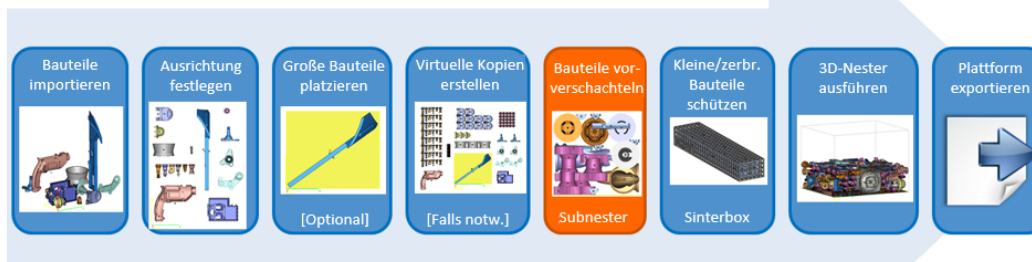 Bauteile
importieren
Ausrichtung
festlegen
Große Bauteile
platzieren
[Optional]
Virtuelle Kopien
erstellen
[Falls notw.]
Bauteile vor-
verschachteln
Subnester
Kleine/zerbr.
Bauteile
schützen
Sinterbox
3D-Nester
ausführen
Plattform
exportieren